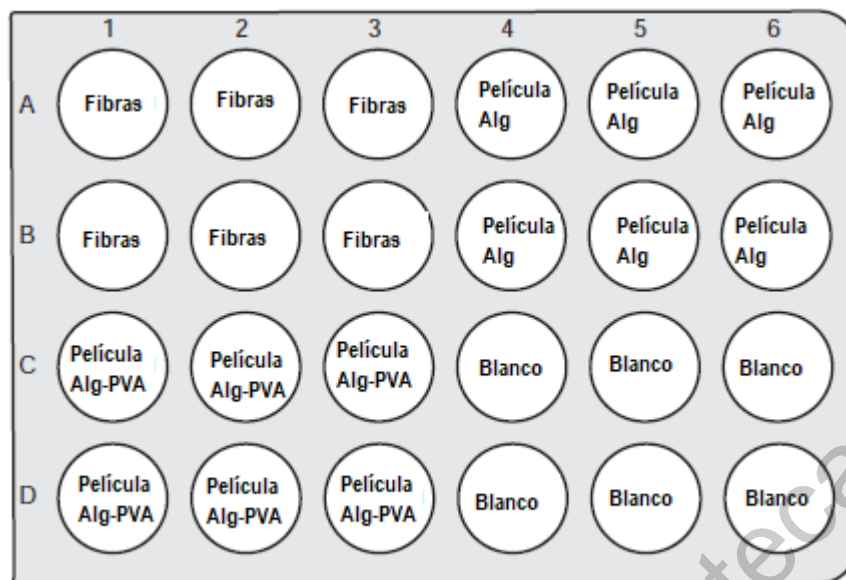 1 2 3 4 5 6
A Fibras Fibras Fibras Película Alg Película Alg Película Alg
B Fibras Fibras Fibras Película Alg Película Alg Película Alg
C Película Alg-PVA Película Alg-PVA Película Alg-PVA Blanco Blanco Blanco
D Película Alg-PVA Película Alg-PVA Película Alg-PVA Blanco Blanco Blanco